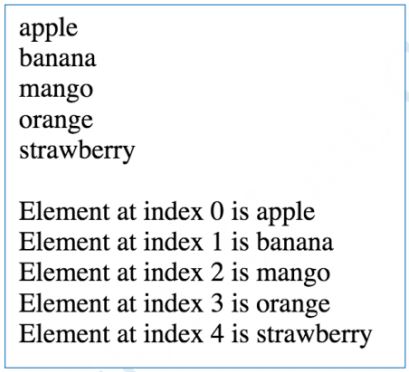 apple
banana
mango
orange
strawberry
Element at index 0 is apple
Element at index 1 is banana
Element at index 2 is mango
Element at index 3 is orange
Element at index 4 is strawberry